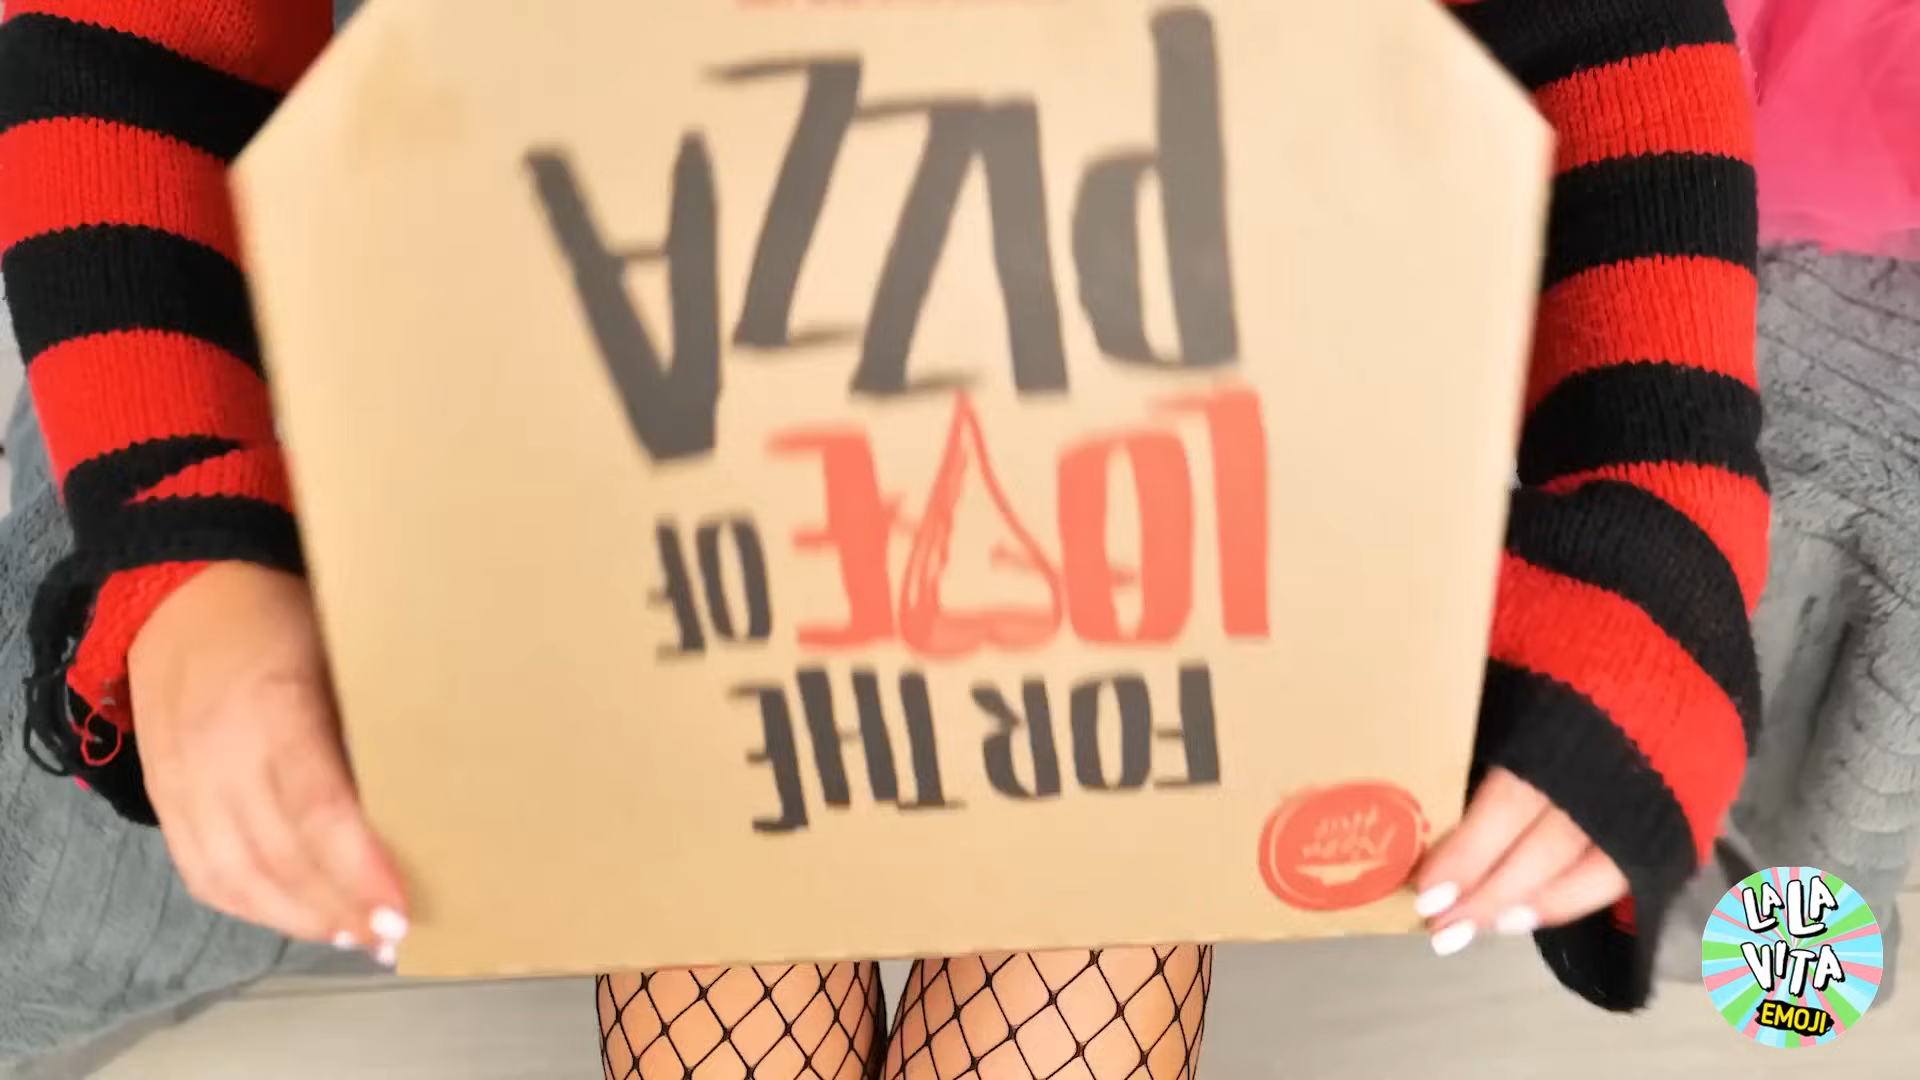 FOR THE
LOVE OF
PIZZA
LA LA
VITA
EMOJI